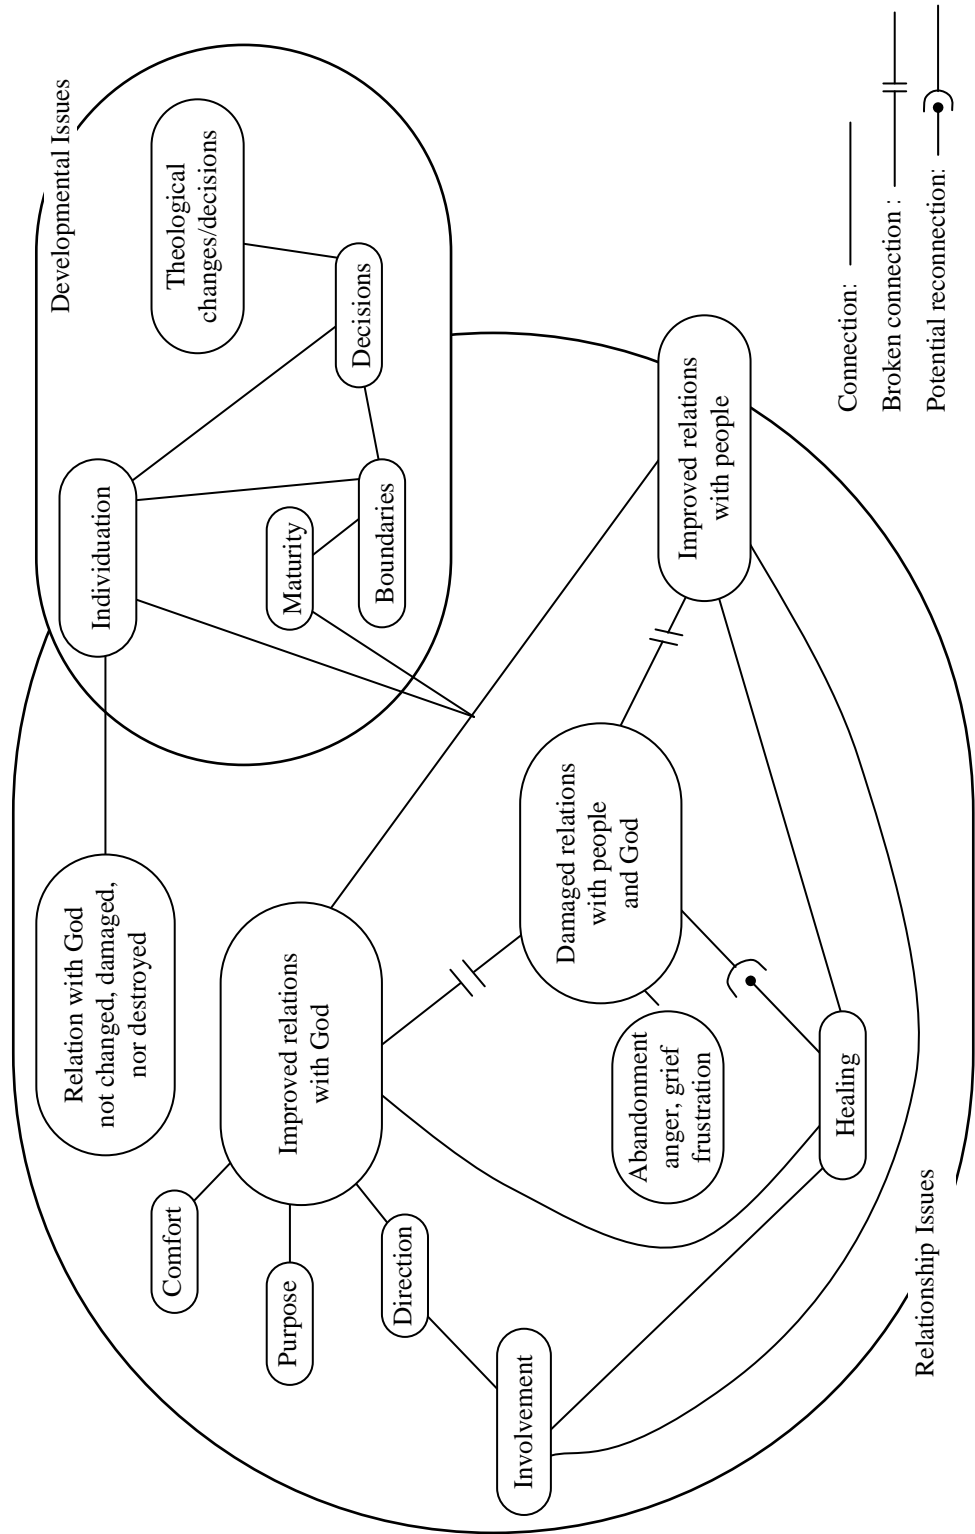 Developmental Issues
Theological
changes/decisions
Decisions
Individuation
Maturity
Boundaries
Relation with God
not changed, damaged,
nor destroyed
Improved relations
with God
Comfort
Purpose
Direction
Involvement
Damaged relations
with people
and God
Abandonment
anger, grief
frustration
Healing
Improved relations
with people
Relationship Issues
Connection:
Broken connection :
Potential reconnection: